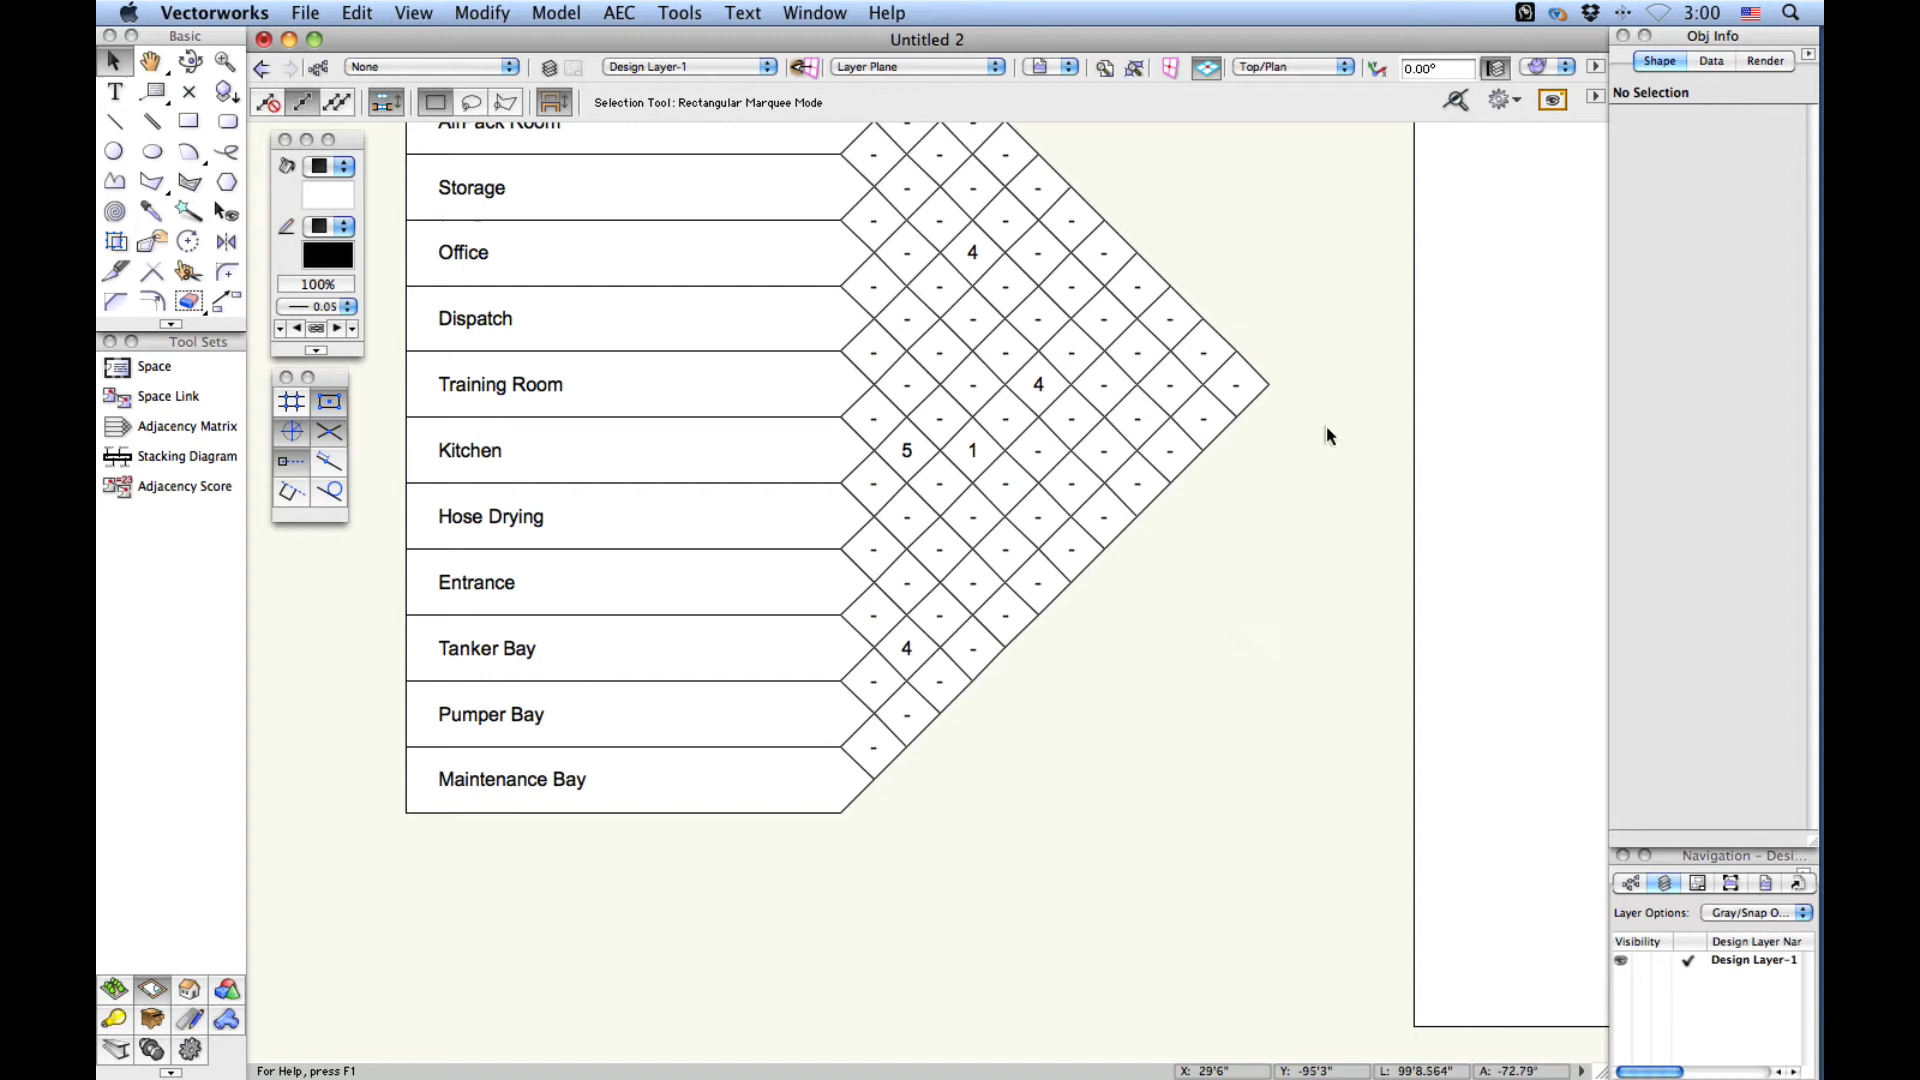 Vectorworks File Edit View Modify Model AEC Tools Text Window Help 3:00
Basic
Untitled 2
Obj Info
None
Design Layer-1
Layer Plane
Top/Plan
0.00°
Shape Data Render
Selection Tool: Rectangular Marquee Mode
No Selection
100%
0.05
Tool Sets
Space
Space Link
Adjacency Matrix
Stacking Diagram
Adjacency Score
AirPack Room
Storage
Office
4
Dispatch
Training Room
4
Kitchen
5 1
Hose Drying
Entrance
Tanker Bay
4
Pumper Bay
Maintenance Bay
Navigation - Desi...
Layer Options: Gray/Snap O...
Visibility Design Layer Nar
Design Layer-1
For Help, press F1
X: 29'6" Y: -95'3" L: 99'8.564" A: -72.79°